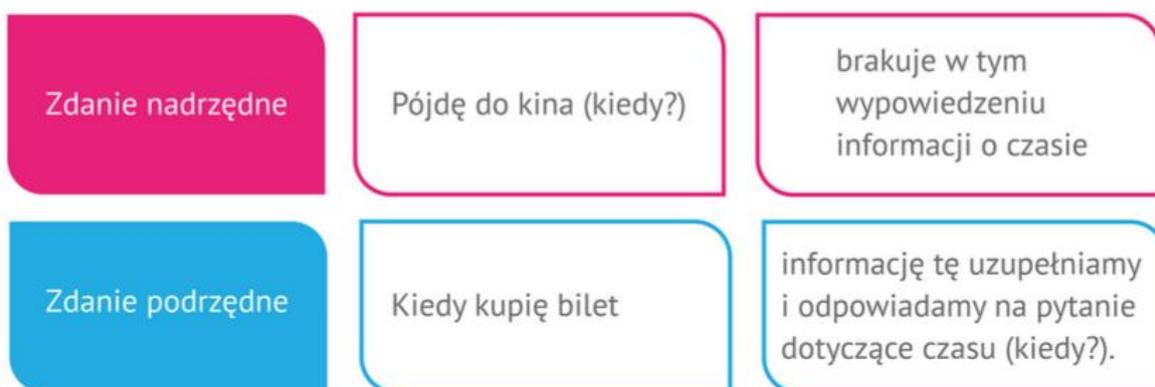 Zdanie nadrzędne
Pójdę do kina (kiedy?)
brakuje w tym
wypowiedzeniu
informacji o czasie
Zdanie podrzędne
Kiedy kupię bilet
informację tę uzupełniamy
i odpowiadamy na pytanie
dotyczące czasu (kiedy?).